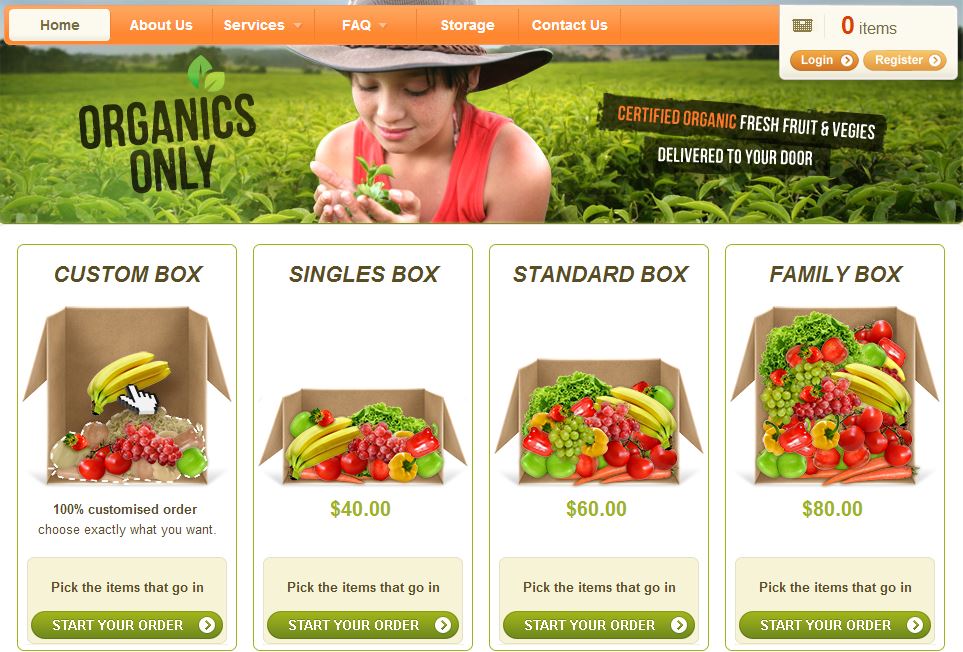 Home
About Us
Services
FAQ
Storage
Contact Us
0 items
Login
Register
ORGANICS
ONLY
CERTIFIED ORGANIC FRESH FRUIT & VEGIES
DELIVERED TO YOUR DOOR
CUSTOM BOX
100% customised order
choose exactly what you want.
Pick the items that go in
START YOUR ORDER
SINGLES BOX
$40.00
Pick the items that go in
START YOUR ORDER
STANDARD BOX
$60.00
Pick the items that go in
START YOUR ORDER
FAMILY BOX
$80.00
Pick the items that go in
START YOUR ORDER